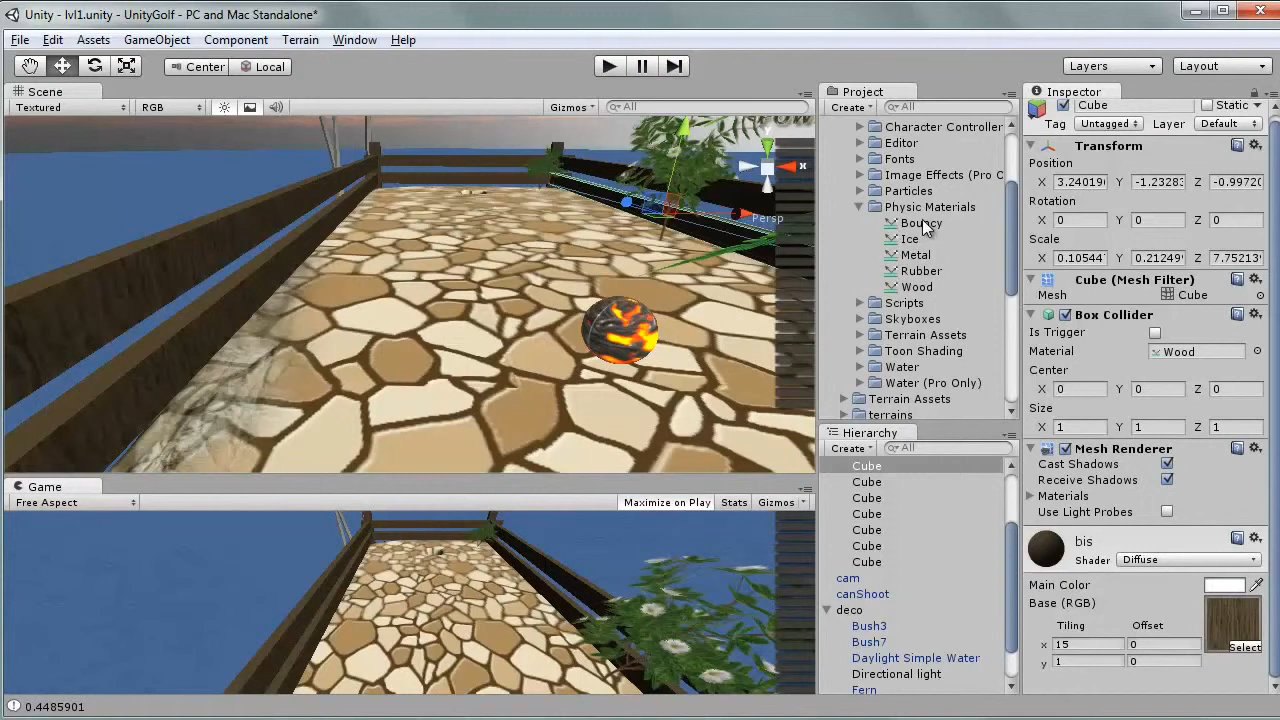 Unity - lvl1.unity - UnityGolf - PC and Mac Standalone*
File Edit Assets GameObject Component Terrain Window Help
Center Local Layers Layout
Scene
Textured RGB Gizmos All
Persp
x
Game
Free Aspect Maximize on Play Stats Gizmos
Project
Create All
Character Controller
Editor
Fonts
Image Effects (Pro O
Particles
Physic Materials
Bouncy
Ice
Metal
Rubber
Wood
Scripts
Skyboxes
Terrain Assets
Toon Shading
Water
Water (Pro Only)
Terrain Assets
terrains
Hierarchy
Create All
Cube
Cube
Cube
Cube
Cube
Cube
Cube
cam
canShoot
deco
Bush3
Bush7
Daylight Simple Water
Directional light
Fern
Inspector
Cube Static
Tag Untagged Layer Default
Transform
Position
X 3.24019 Y -1.2328 Z -0.9972
Rotation
X 0 Y 0 Z 0
Scale
X 0.10544 Y 0.21249 Z 7.75213
Cube (Mesh Filter)
Mesh Cube
Box Collider
Is Trigger
Material Wood
Center
X 0 Y 0 Z 0
Size
X 1 Y 1 Z 1
Mesh Renderer
Cast Shadows
Receive Shadows
Materials
Use Light Probes
bis
Shader Diffuse
Main Color
Base (RGB)
Tiling Offset
x 15 0
y 1 0
Select
0.4485901